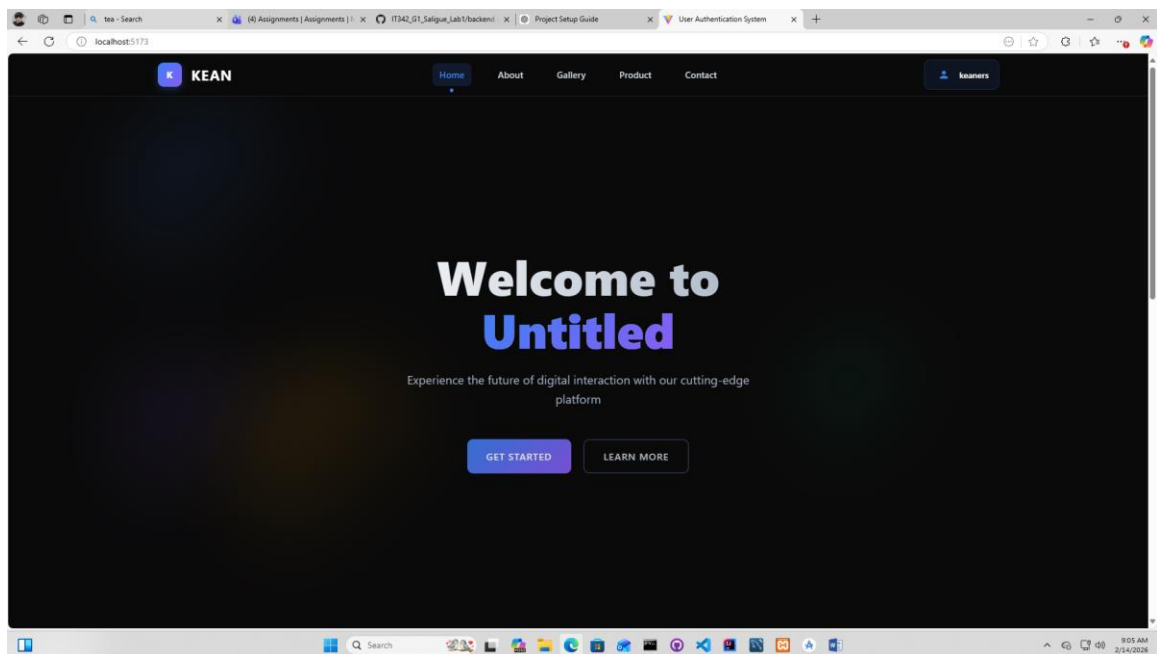 tea - Search
(4) Assignments | Assignments |
IT342_G1_Saligue_Lab1/backend
Project Setup Guide
User Authentication System
localhost:5173
K
KEAN
Home
About
Gallery
Product
Contact
keaners
Welcome to
Untitled
Experience the future of digital interaction with our cutting-edge
platform
GET STARTED
LEARN MORE
Search
9:05 AM
2/14/2026